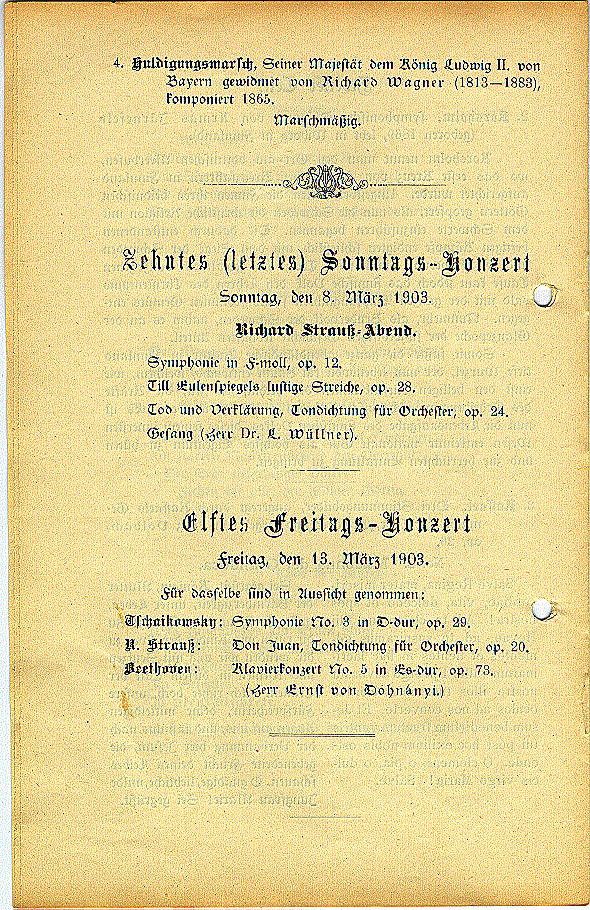 4. Huldigungsmarsch, Seiner Majestät dem König Ludwig II. von
Bayern gewidmet von Richard Wagner (1813—1883),
komponiert 1865.
Marschmäßig.
Zehntes (letztes) Sonntags-Konzert
Sonntag, den 8. März 1903.
Richard Strauß-Abend.
Symphonie in F-moll, op. 12.
Till Eulenspiegels lustige Streiche, op. 28.
Tod und Verklärung, Tondichtung für Orchester, op. 24.
Gesang (Herr Dr. L. Wüllner).
Elftes Freitags-Konzert
Freitag, den 13. März 1903.
Für dasselbe sind in Aussicht genommen:
Tschaikowsky: Symphonie No. 3 in D-dur, op. 29.
R. Strauß: Don Juan, Tondichtung für Orchester, op. 20.
Beethoven: Klavierkonzert No. 5 in Es-dur, op. 73.
(Herr Ernst von Dohnányi.)